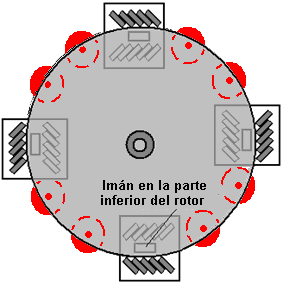 Imán en la parte
inferior del rotor